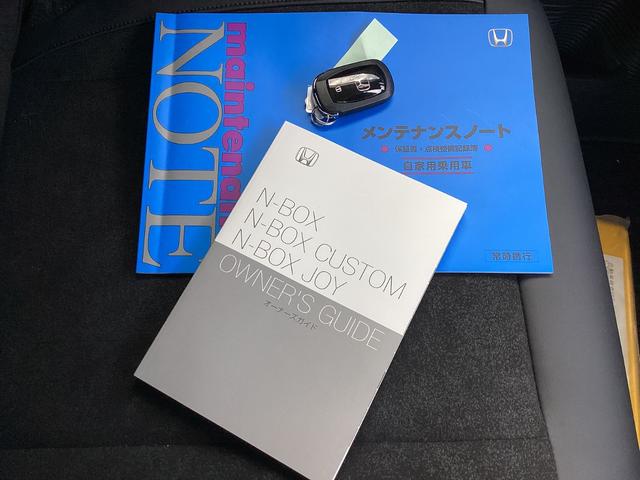 maintenan
NOTE
メンテナンスノート
保証書・点検整備記録簿
自家用乗用車
常時携行
N-BOX
N-BOX CUSTOM
N-BOX JOY
OWNER'S GUIDE
オーナーズガイド